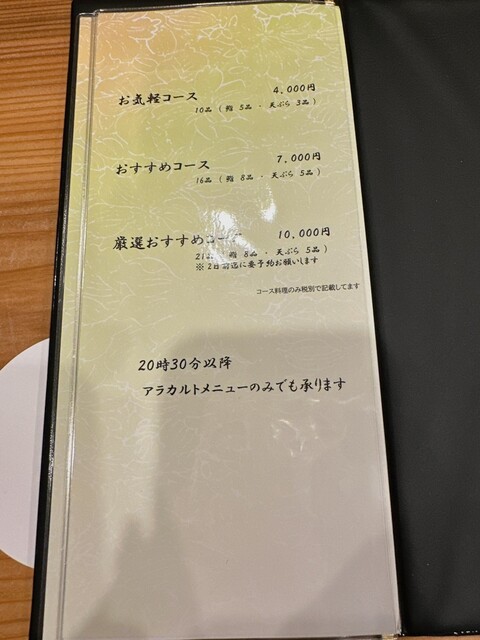 お気軽コース 4,000円
10品（ 鮨 5品 ・ 天ぷら 3品 ）
おすすめコース 7,000円
16品（ 鮨 8品 ・ 天ぷら 5品 ）
厳選おすすめコース 10,000円
21品（ 鮨 8品 ・ 天ぷら 5品 ）
※ 2日前迄に要予約お願いします
コース料理のみ税別で記載してます
20時30分以降
アラカルトメニューのみでも承ります